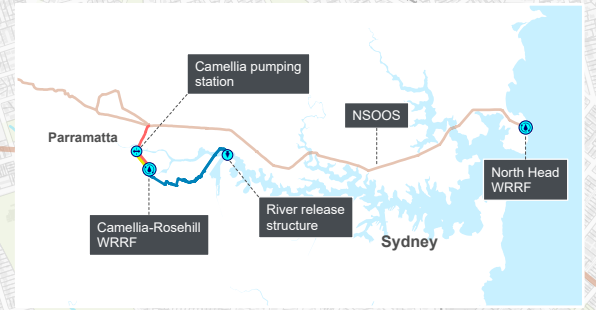 Camellia pumping
station
NSOOS
Parramatta
North Head
WRRF
River release
structure
Camellia-Rosehill
WRRF
Sydney